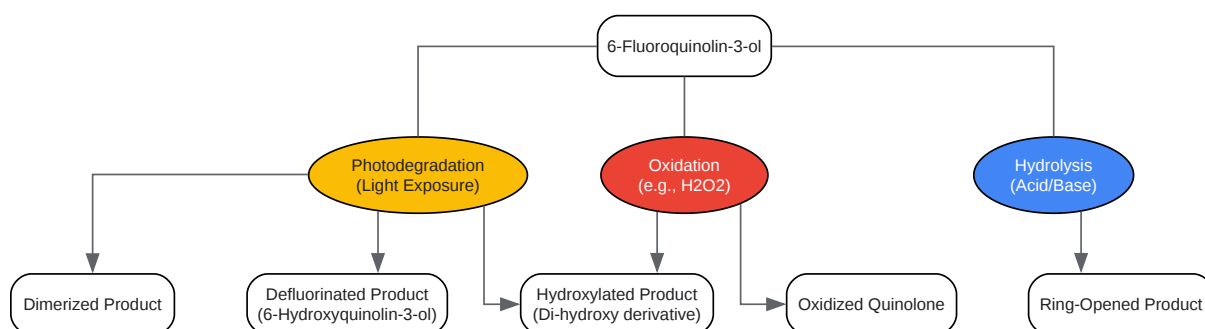 6-Fluoroquinolin-3-ol
Photodegradation
(Light Exposure)
Oxidation
(e.g., H2O2)
Hydrolysis
(Acid/Base)
Dimerized Product
Defluorinated Product
(6-Hydroxyquinolin-3-ol)
Hydroxylated Product
(Di-hydroxy derivative)
Oxidized Quinolone
Ring-Opened Product